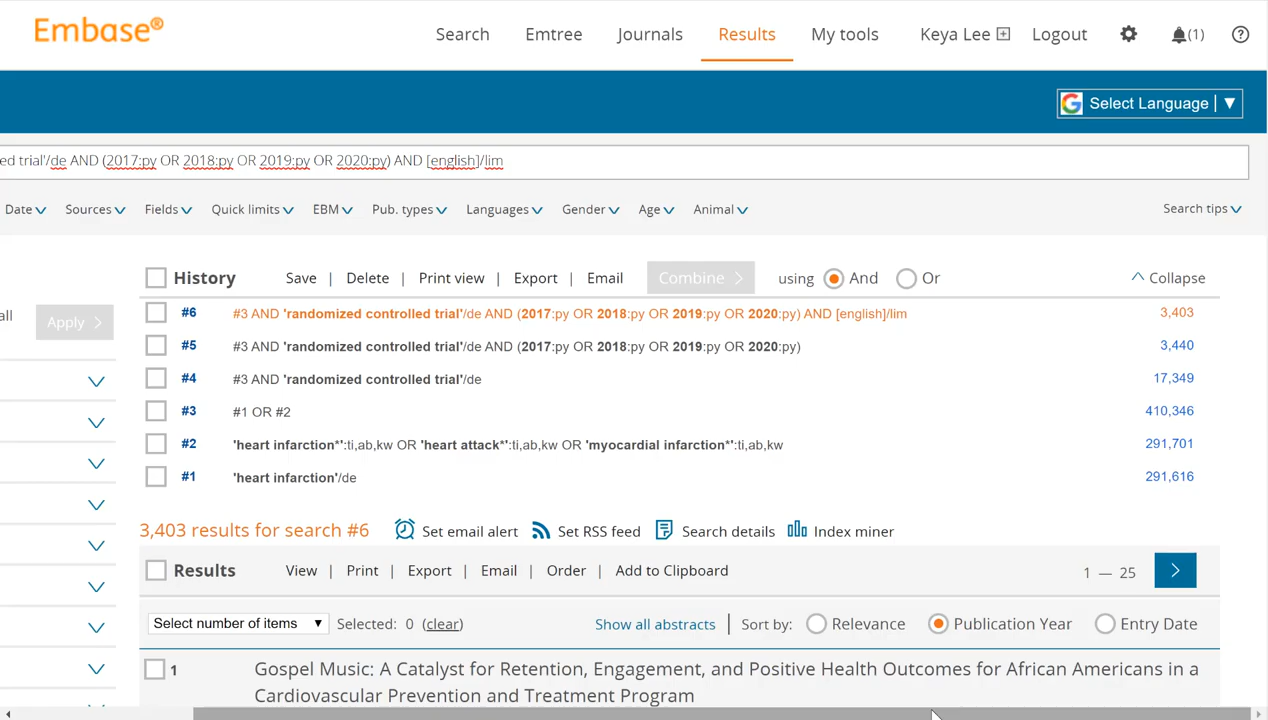 Embase®
Search Emtree Journals Results My tools Keya Lee Logout (1)
Select Language ▼
ed trial'/de AND (2017:py OR 2018:py OR 2019:py OR 2020:py) AND [english]/lim
Date Sources Fields Quick limits EBM Pub. types Languages Gender Age Animal Search tips
History Save | Delete | Print view | Export | Email Combine > using And Or Collapse
all Apply >
#6 #3 AND 'randomized controlled trial'/de AND (2017:py OR 2018:py OR 2019:py OR 2020:py) AND [english]/lim 3,403
#5 #3 AND 'randomized controlled trial'/de AND (2017:py OR 2018:py OR 2019:py OR 2020:py) 3,440
#4 #3 AND 'randomized controlled trial'/de 17,349
#3 #1 OR #2 410,346
#2 'heart infarction*':ti,ab,kw OR 'heart attack*':ti,ab,kw OR 'myocardial infarction*':ti,ab,kw 291,701
#1 'heart infarction'/de 291,616
3,403 results for search #6 Set email alert Set RSS feed Search details Index miner
Results View | Print | Export | Email | Order | Add to Clipboard 1 — 25 >
Select number of items ▼ Selected: 0 (clear) Show all abstracts | Sort by: Relevance Publication Year Entry Date
1 Gospel Music: A Catalyst for Retention, Engagement, and Positive Health Outcomes for African Americans in a
Cardiovascular Prevention and Treatment Program